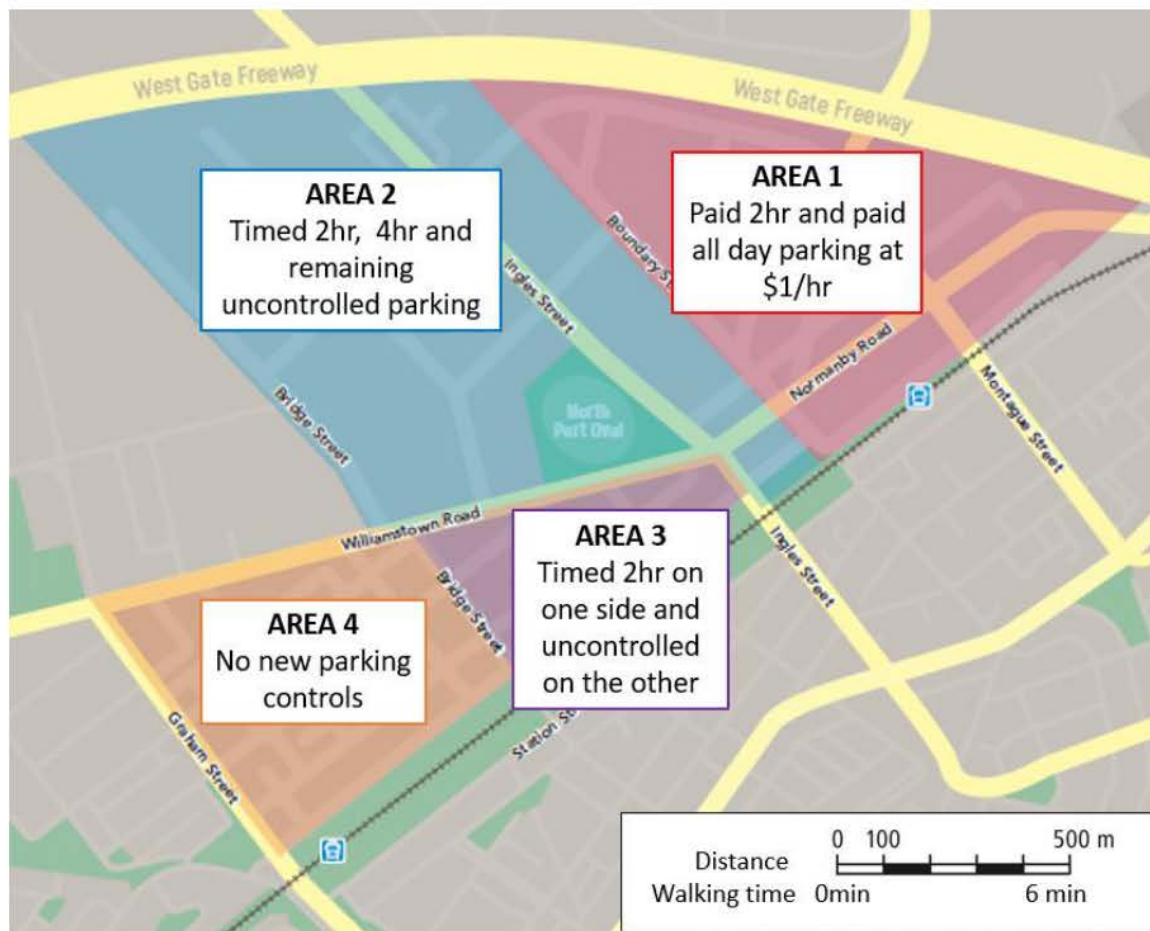 West Gate Freeway
West Gate Freeway
AREA 2
Timed 2hr, 4hr and
remaining
uncontrolled parking
AREA 1
Paid 2hr and paid
all day parking at
$1/hr
Boundary St
Ingles Street
Normanby Road
Montague Street
Bridge Street
North
Port Oval
Williamstown Road
AREA 3
Timed 2hr on
one side and
uncontrolled
on the other
Ingles Street
Bridge Street
AREA 4
No new parking
controls
Graham Street
Station St
0 100 500 m
Distance
Walking time 0min 6 min